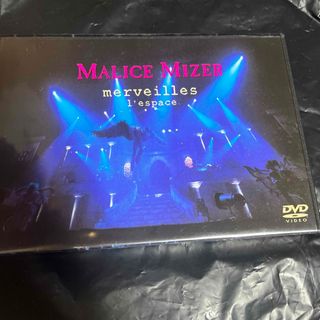 MALICE MIZER
merveilles
l'espace
DVD
VIDEO